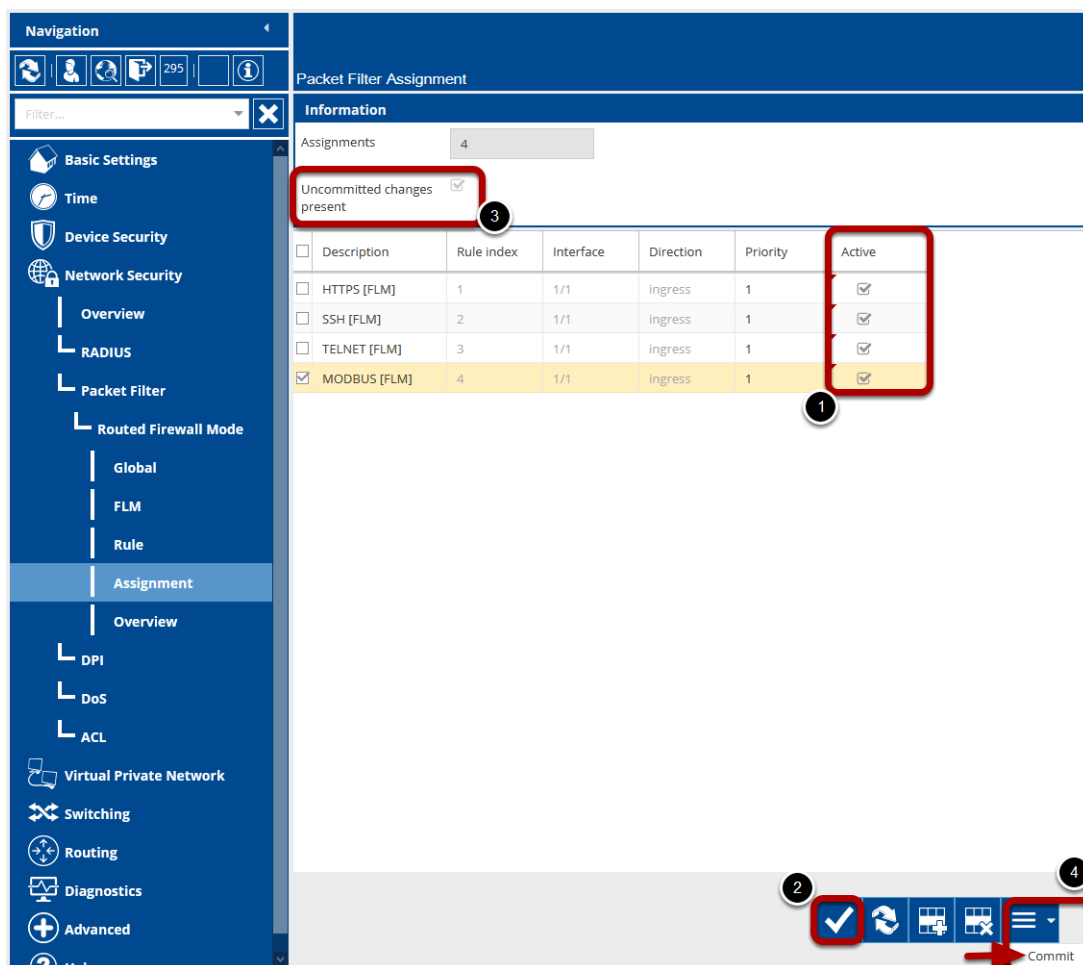 Navigation
295
Packet Filter Assignment
Filter...
Information
Assignments
4
Uncommitted changes
present
3
Description Rule index Interface Direction Priority Active
HTTPS [FLM] 1 1/1 ingress 1
SSH [FLM] 2 1/1 ingress 1
TELNET [FLM] 3 1/1 ingress 1
MODBUS [FLM] 4 1/1 ingress 1
1
Basic Settings
Time
Device Security
Network Security
Overview
RADIUS
Packet Filter
Routed Firewall Mode
Global
FLM
Rule
Assignment
Overview
DPI
DoS
ACL
Virtual Private Network
Switching
Routing
Diagnostics
Advanced
2
4
Commit